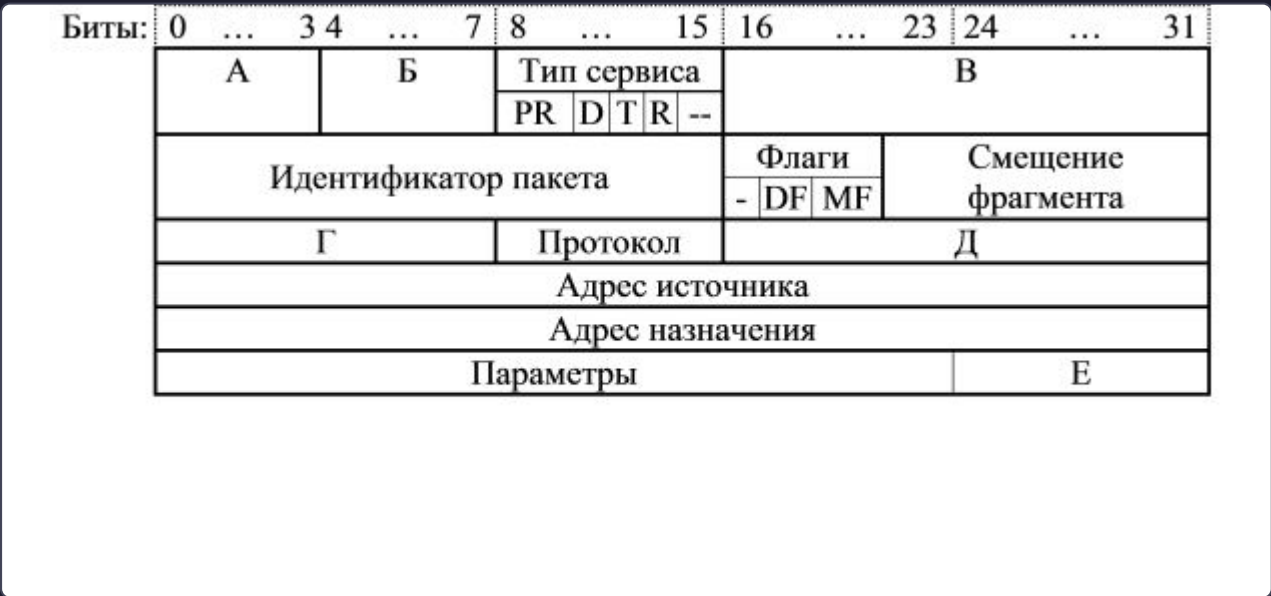 Биты: 0 ... 3 4 ... 7 8 ... 15 16 ... 23 24 ... 31
А Б Тип сервиса В
PR D T R --
Идентификатор пакета Флаги Смещение
- DF MF фрагмента
Г Протокол Д
Адрес источника
Адрес назначения
Параметры Е